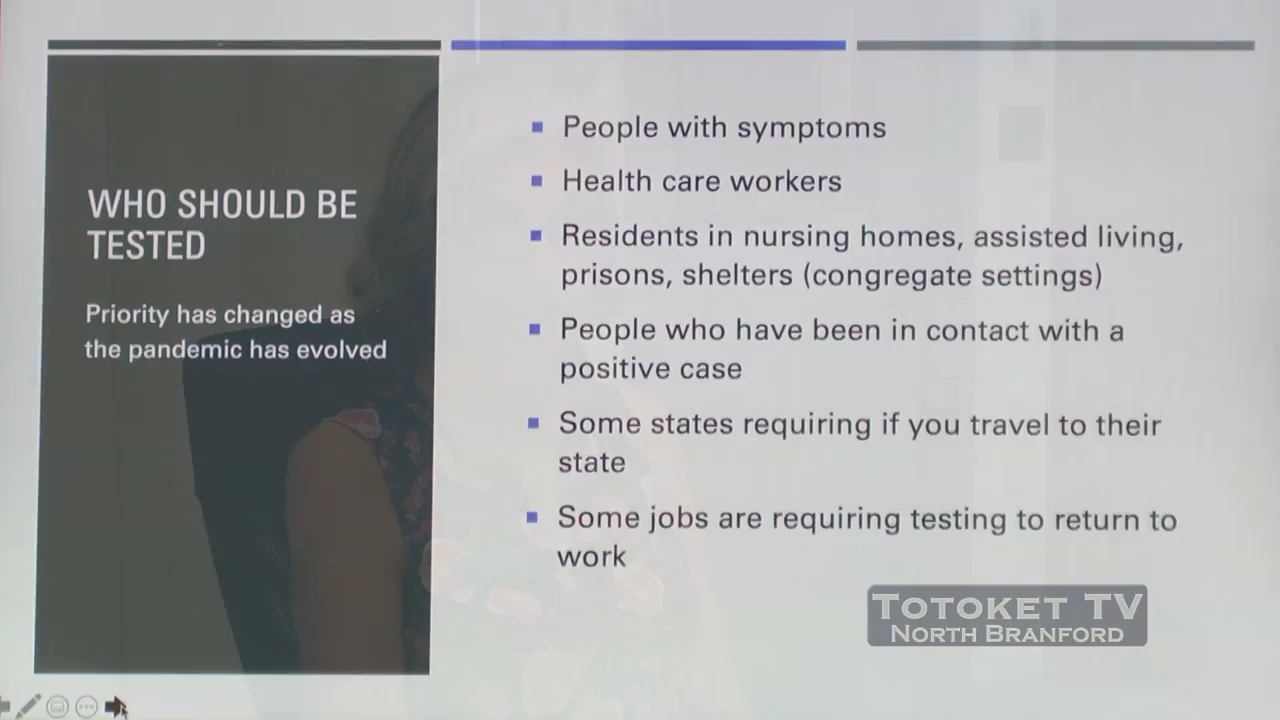 WHO SHOULD BE
TESTED
Priority has changed as
the pandemic has evolved
People with symptoms
Health care workers
Residents in nursing homes, assisted living,
prisons, shelters (congregate settings)
People who have been in contact with a
positive case
Some states requiring if you travel to their
state
Some jobs are requiring testing to return to
work
TOTOKET TV
NORTH BRANFORD